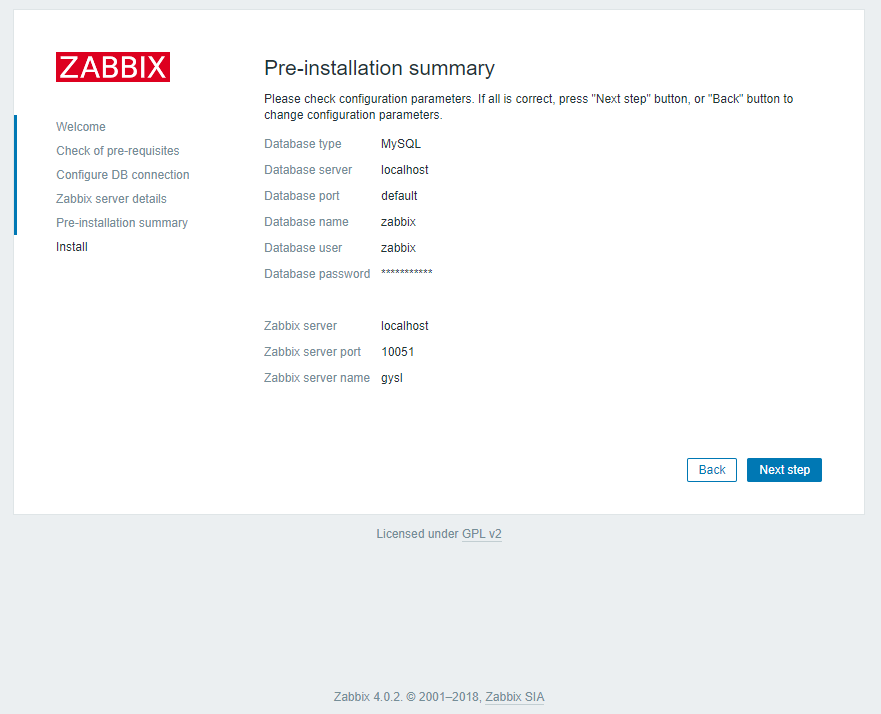 ZABBIX
Welcome
Check of pre-requisites
Configure DB connection
Zabbix server details
Pre-installation summary
Install
Pre-installation summary
Please check configuration parameters. If all is correct, press "Next step" button, or "Back" button to
change configuration parameters.
Database type MySQL
Database server localhost
Database port default
Database name zabbix
Database user zabbix
Database password ***********
Zabbix server localhost
Zabbix server port 10051
Zabbix server name gysl
Back Next step
Licensed under GPL v2
Zabbix 4.0.2. © 2001–2018, Zabbix SIA